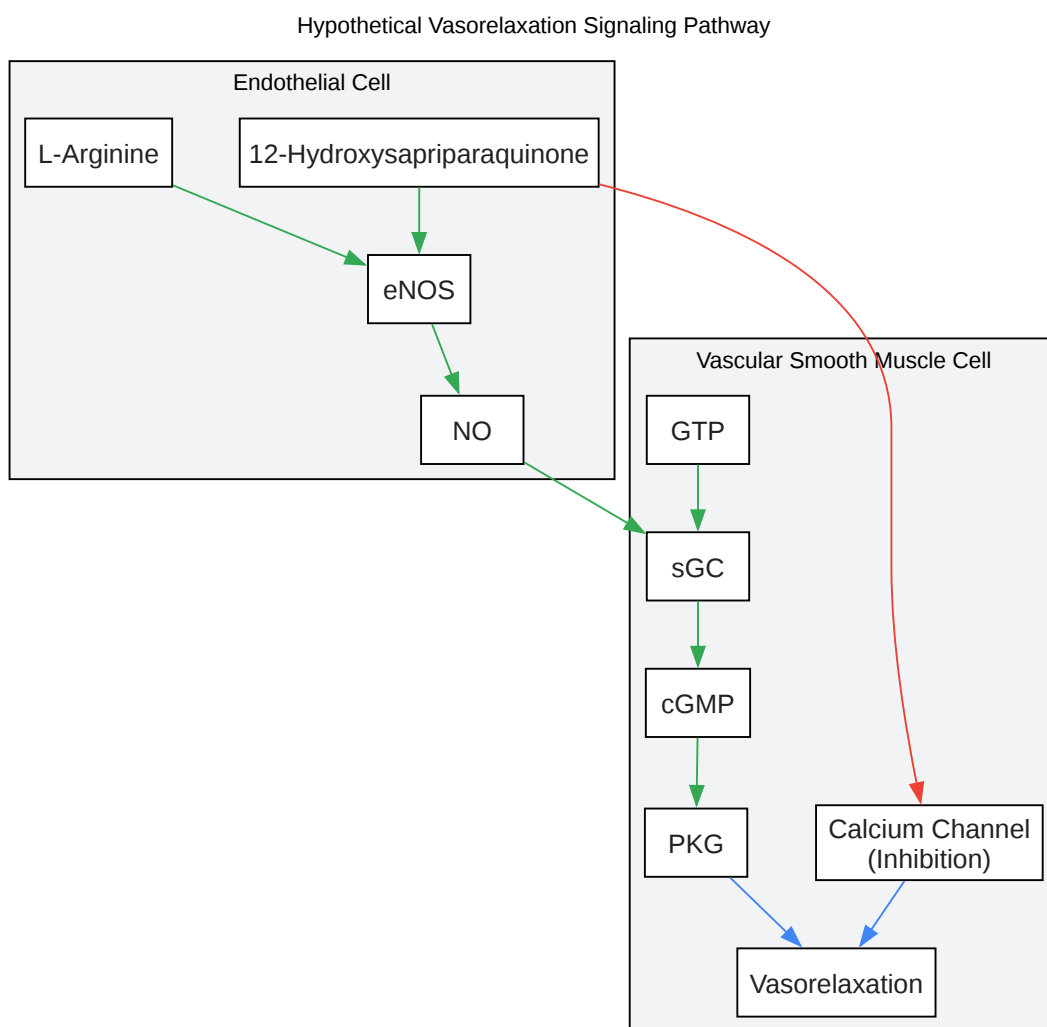 Hypothetical Vasorelaxation Signaling Pathway
Endothelial Cell
L-Arginine
12-Hydroxysapriparaquinone
eNOS
NO
Vascular Smooth Muscle Cell
GTP
sGC
cGMP
PKG
Calcium Channel
(Inhibition)
Vasorelaxation